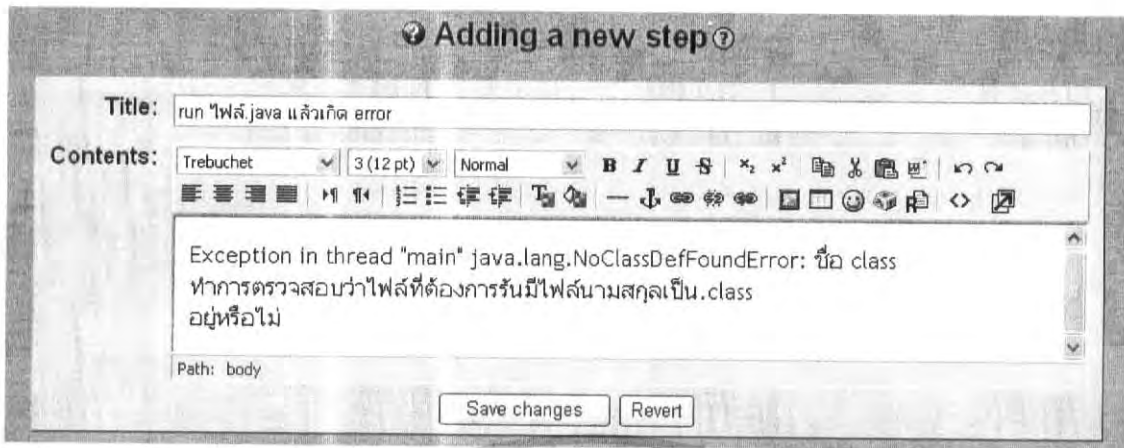 Adding a new step
Title: run ไฟล์.java แล้วเกิด error
Contents: Trebuchet 3 (12 pt) Normal B I U S
Exception in thread "main" java.lang.NoClassDefFoundError: ชื่อ class
ทำการตรวจสอบว่าไฟล์ที่ต้องการรันมีไฟล์นามสกุลเป็น.class
อยู่หรือไม่
Path: body
Save changes Revert